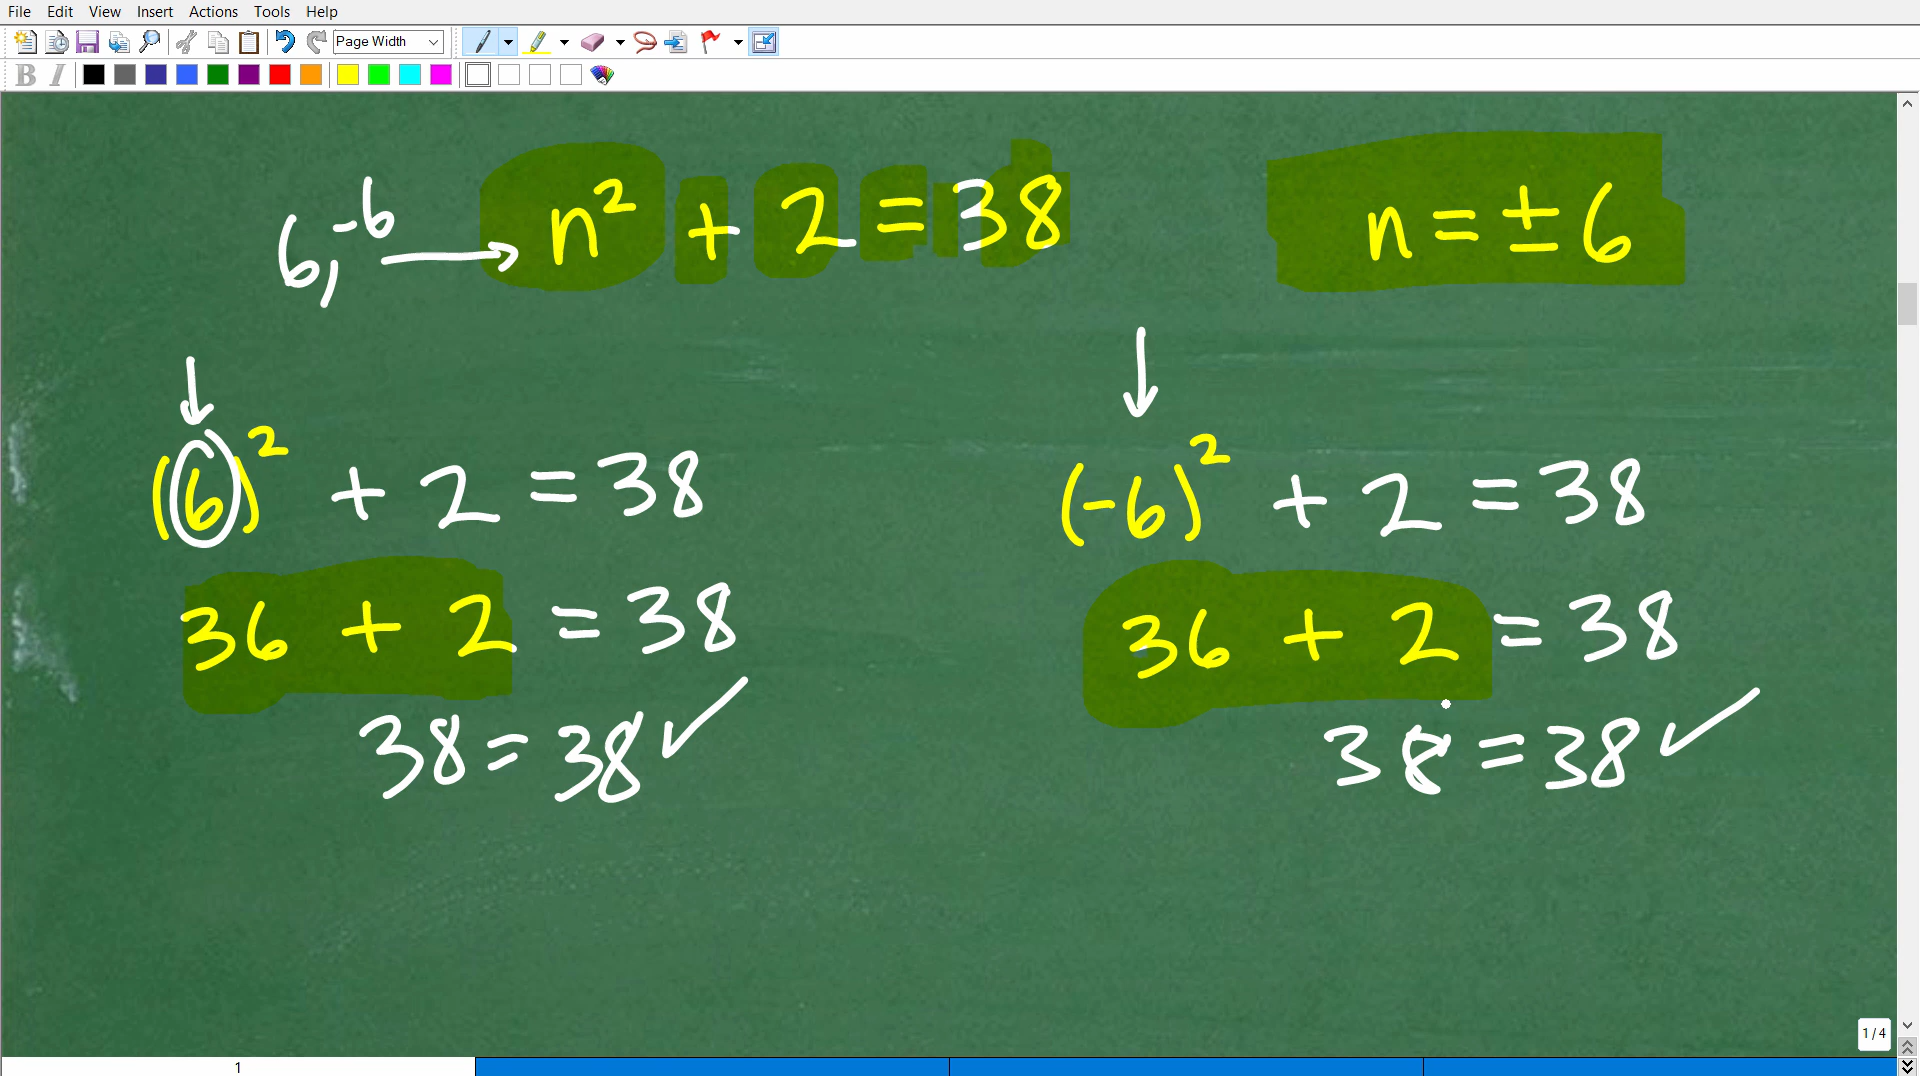 File Edit View Insert Actions Tools Help
Page Width
B I
6, -6 → n² + 2 = 38
n = ± 6
(6)² + 2 = 38
36 + 2 = 38
38 = 38 ✓
(-6)² + 2 = 38
36 + 2 = 38
38 = 38 ✓
1 / 4
1